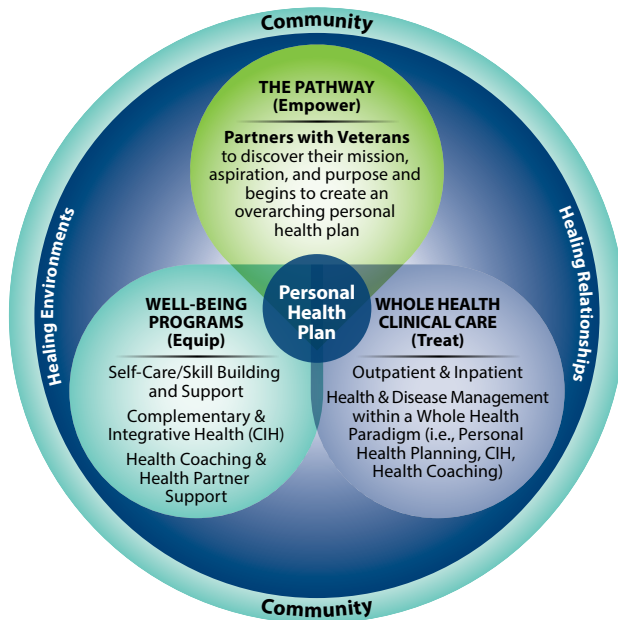 Community
THE PATHWAY
(Empower)
Partners with Veterans
to discover their mission,
aspiration, and purpose and
begins to create an
overarching personal
health plan
Healing Environments
Healing Relationships
Personal
Health
Plan
WELL-BEING
PROGRAMS
(Equip)
Self-Care/Skill Building
and Support
Complementary &
Integrative Health (CIH)
Health Coaching &
Health Partner
Support
WHOLE HEALTH
CLINICAL CARE
(Treat)
Outpatient & Inpatient
Health & Disease Management
within a Whole Health
Paradigm (i.e., Personal
Health Planning, CIH,
Health Coaching)
Community